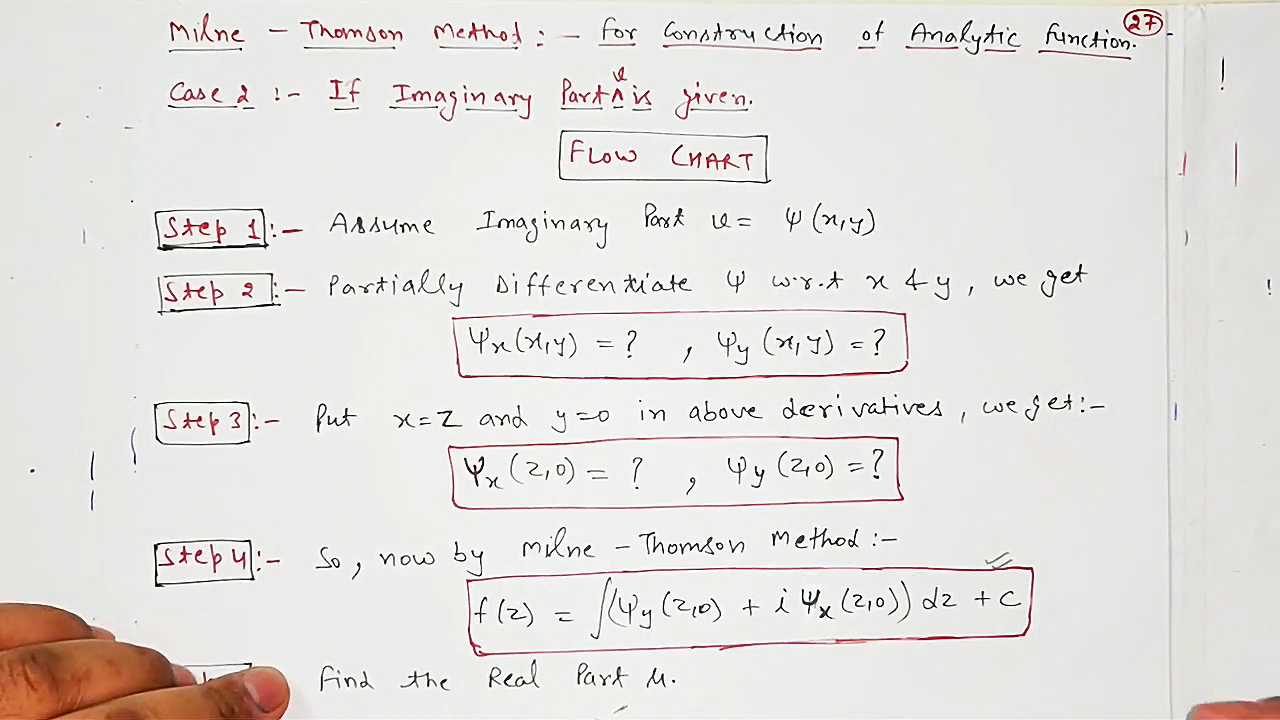 Milne - Thomson Method : - for Construction of Analytic function. 27
Case 2 :- If Imaginary Part v is given.
FLOW CHART
Step 1 :- Assume Imaginary Part v = ψ(x,y)
Step 2 :- Partially Differentiate ψ w.r.t x & y, we get
ψx(x,y) = ? , ψy(x,y) = ?
Step 3 :- Put x=z and y=0 in above derivatives, we get:-
ψx(z,0) = ? , ψy(z,0) = ?
Step 4 :- So, now by Milne - Thomson Method :-
f(z) = ∫(ψy(z,0) + i ψx(z,0)) dz + c
find the Real Part u.